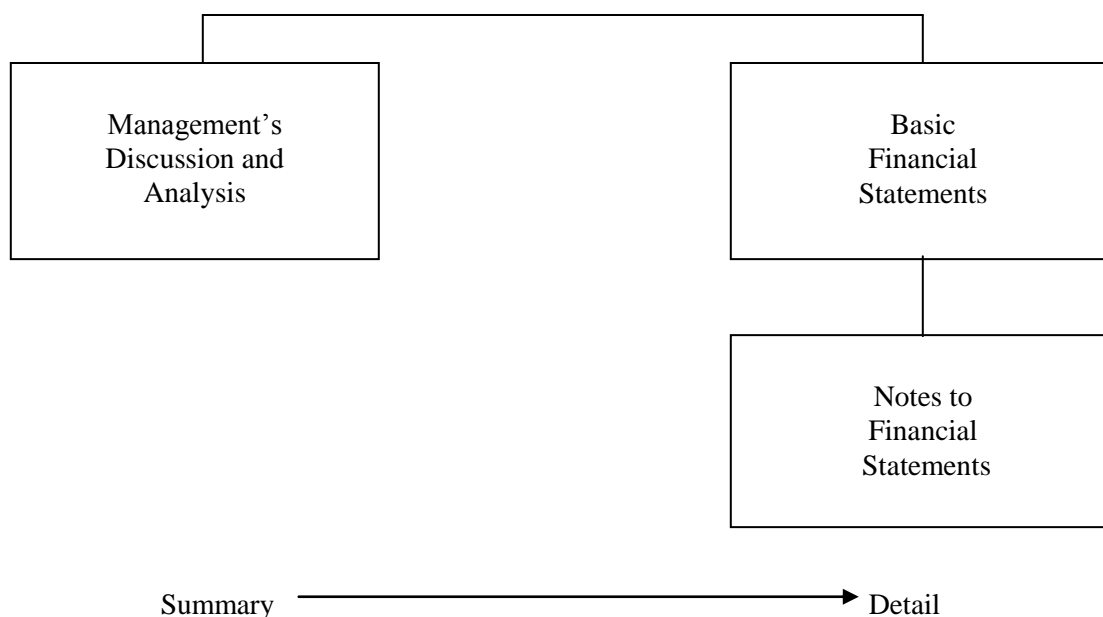 Management’s
Discussion and
Analysis
Basic
Financial
Statements
Notes to
Financial
Statements
Summary
Detail